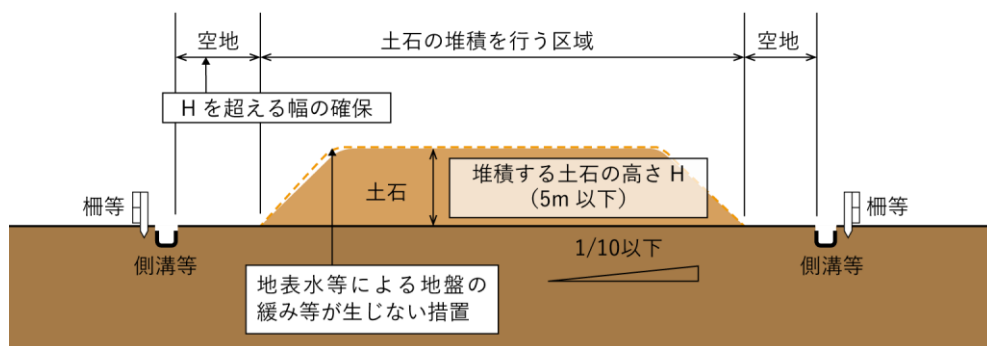 空地
土石の堆積を行う区域
空地
Hを超える幅の確保
土石
堆積する土石の高さ H
（5m 以下）
柵等
柵等
側溝等
1/10以下
側溝等
地表水等による地盤の
緩み等が生じない措置